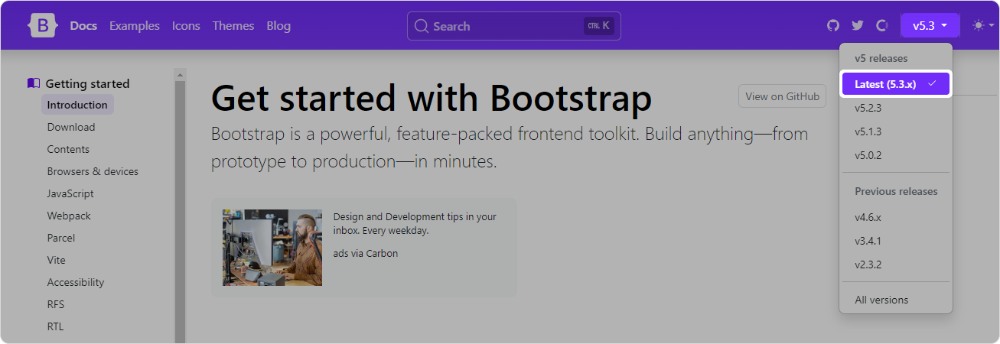 B
Docs Examples Icons Themes Blog
Search CTRL K
v5.3
v5 releases
Latest (5.3.x)
v5.2.3
v5.1.3
v5.0.2
Previous releases
v4.6.x
v3.4.1
v2.3.2
All versions
Getting started
Introduction
Download
Contents
Browsers & devices
JavaScript
Webpack
Parcel
Vite
Accessibility
RFS
RTL
Get started with Bootstrap
View on GitHub
Bootstrap is a powerful, feature-packed frontend toolkit. Build anything—from
prototype to production—in minutes.
Design and Development tips in your
inbox. Every weekday.
ads via Carbon